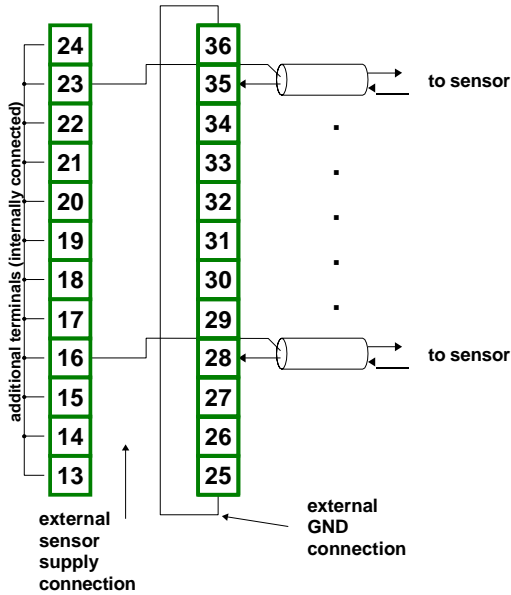 24 36
23 35 to sensor
22 34
21 33
20 32
19 31
18 30
17 29
16 28 to sensor
15 27
14 26
13 25
additional terminals (internally connected)
external
sensor
supply
connection
external
GND
connection